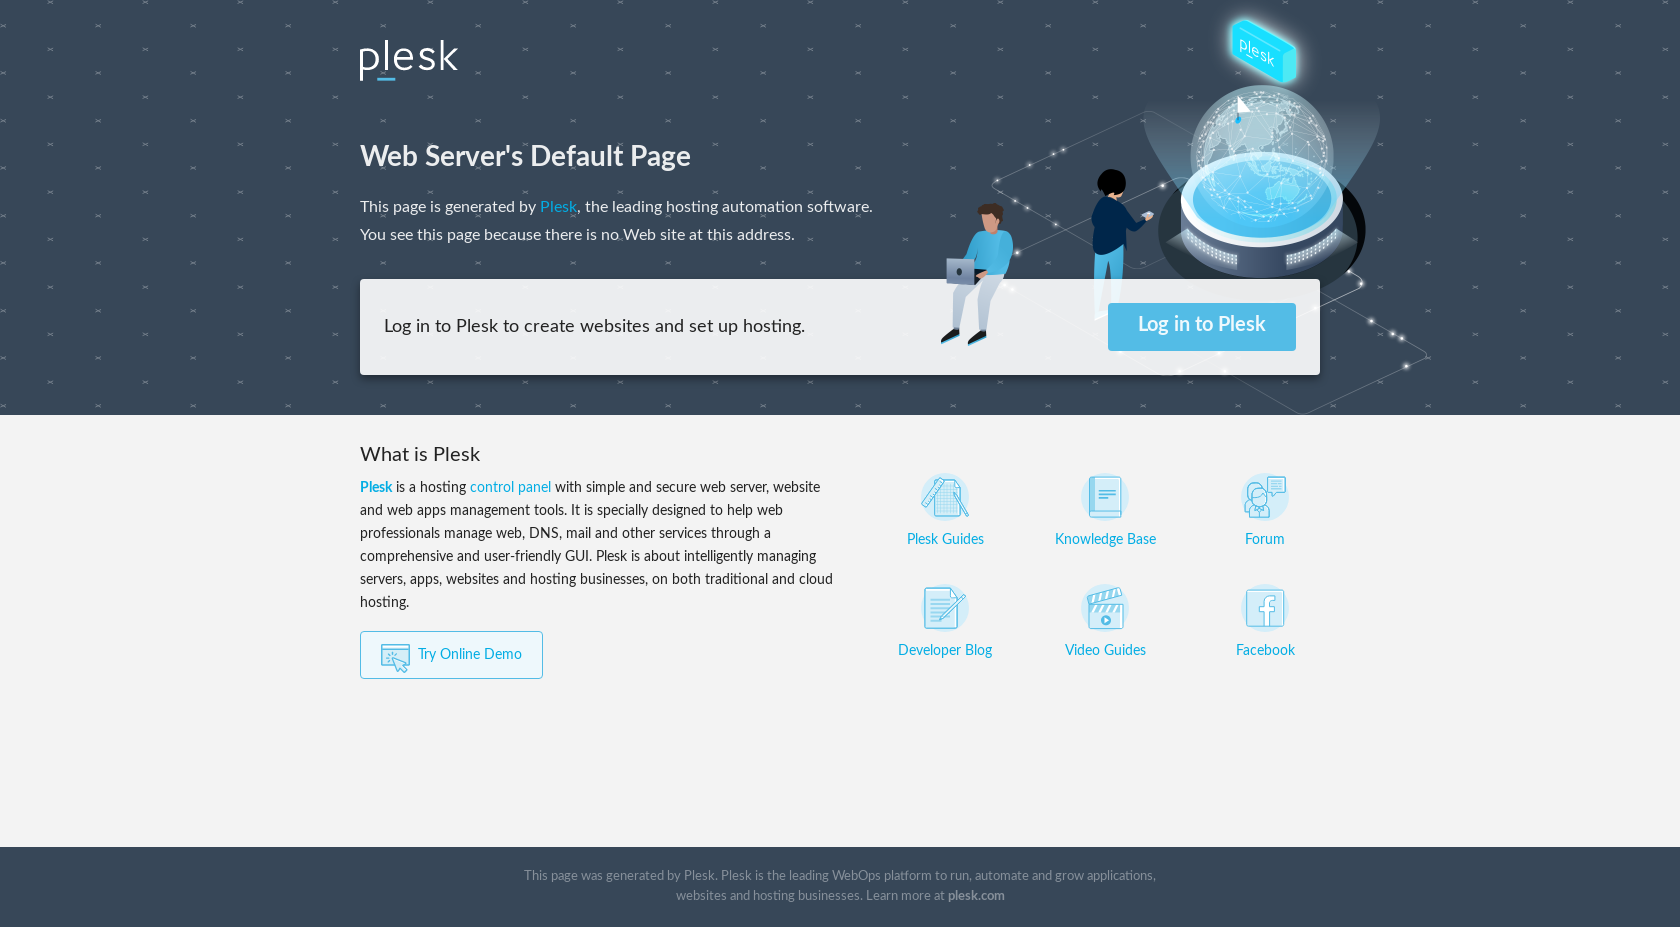 plesk
plesk
Web Server's Default Page
This page is generated by Plesk, the leading hosting automation software.
You see this page because there is no Web site at this address.
Log in to Plesk to create websites and set up hosting.
Log in to Plesk
What is Plesk
Plesk is a hosting control panel with simple and secure web server, website
and web apps management tools. It is specially designed to help web
professionals manage web, DNS, mail and other services through a
comprehensive and user-friendly GUI. Plesk is about intelligently managing
servers, apps, websites and hosting businesses, on both traditional and cloud
hosting.
Try Online Demo
Plesk Guides
Knowledge Base
Forum
Developer Blog
Video Guides
Facebook
This page was generated by Plesk. Plesk is the leading WebOps platform to run, automate and grow applications,
websites and hosting businesses. Learn more at plesk.com